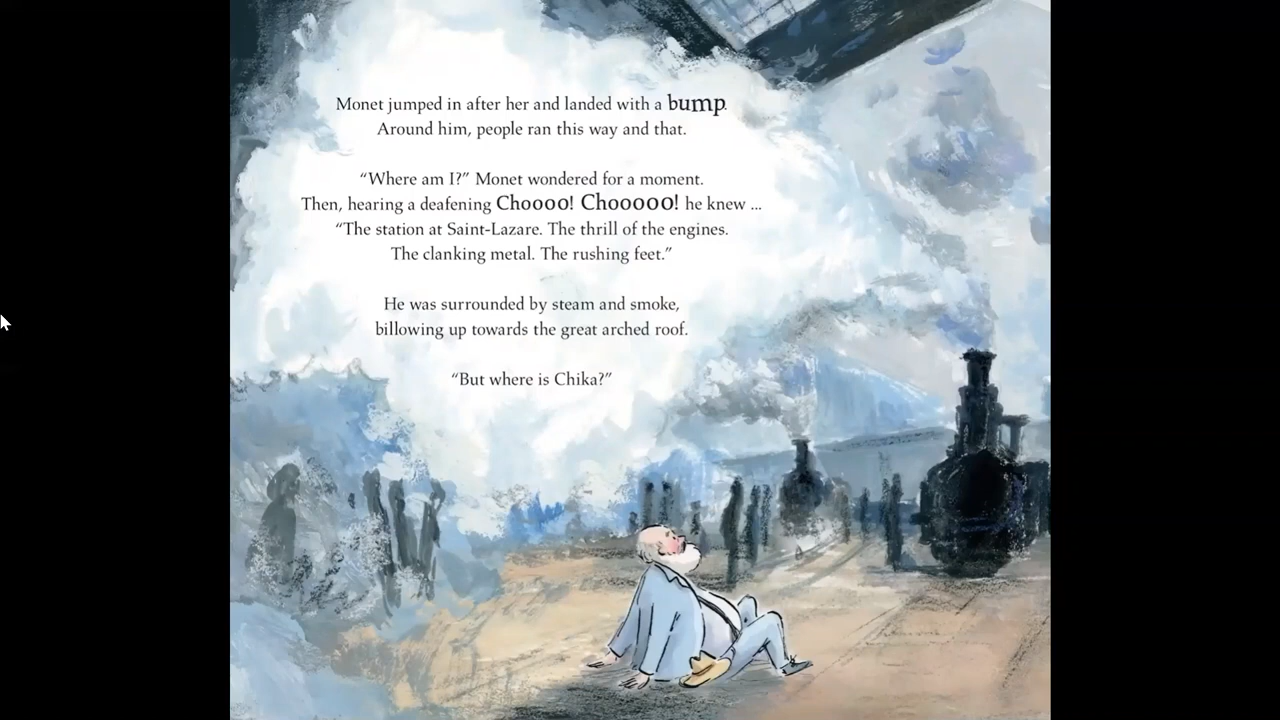 Monet jumped in after her and landed with a bump.
Around him, people ran this way and that.
“Where am I?” Monet wondered for a moment.
Then, hearing a deafening Choooo! Chooooo! he knew ...
“The station at Saint-Lazare. The thrill of the engines.
The clanking metal. The rushing feet.”
He was surrounded by steam and smoke,
billowing up towards the great arched roof.
“But where is Chika?”